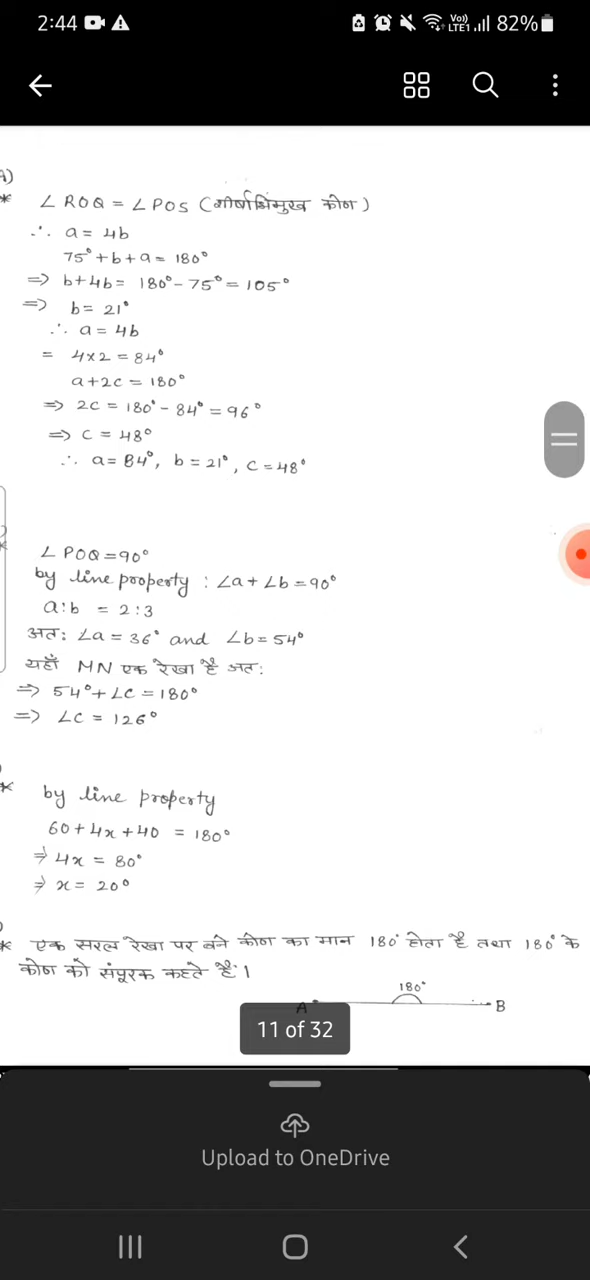 2:44
Vo)) LTE1 82%
A)
* ∠ ROQ = ∠ POS (शीर्षाभिमुख कोण)
∴ a = 4b
75° + b + a = 180°
⇒ b + 4b = 180° - 75° = 105°
⇒ b = 21°
∴ a = 4b
= 4×2 = 84°
a + 2c = 180°
⇒ 2c = 180° - 84° = 96°
⇒ c = 48°
∴ a = 84°, b = 21°, c = 48°
* ∠ POQ = 90°
by line property : ∠a + ∠b = 90°
a:b = 2:3
अतः ∠a = 36° and ∠b = 54°
यहाँ MN एक रेखा है अत:
⇒ 54° + ∠C = 180°
⇒ ∠C = 126°
* by line property
60 + 4x + 40 = 180°
⇒ 4x = 80°
⇒ x = 20°
* एक सरल रेखा पर बने कोण का मान 180° होता है तथा 180° के
कोण को संपूरक कहते हैं।
180°
A B
11 of 32
Upload to OneDrive